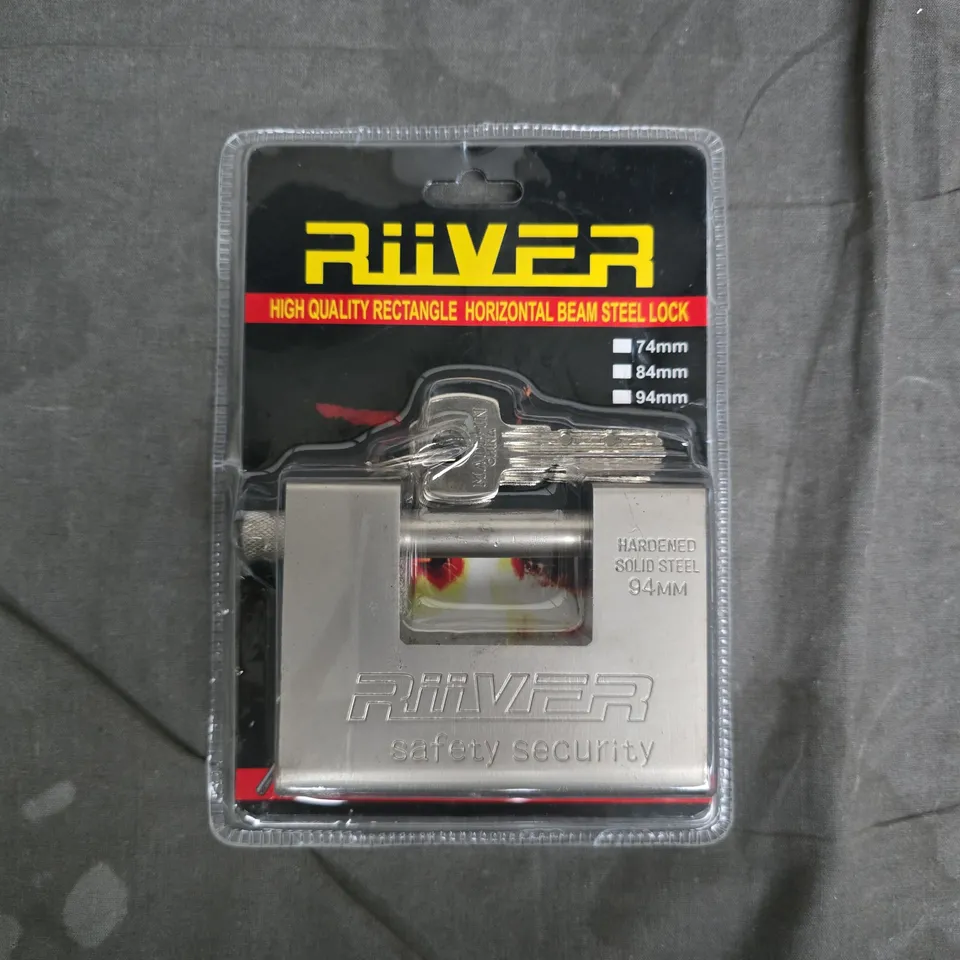 RiiVER
HIGH QUALITY RECTANGLE HORIZONTAL BEAM STEEL LOCK
74mm
84mm
94mm
HARDENED
SOLID STEEL
94MM
RiiVER
safety security